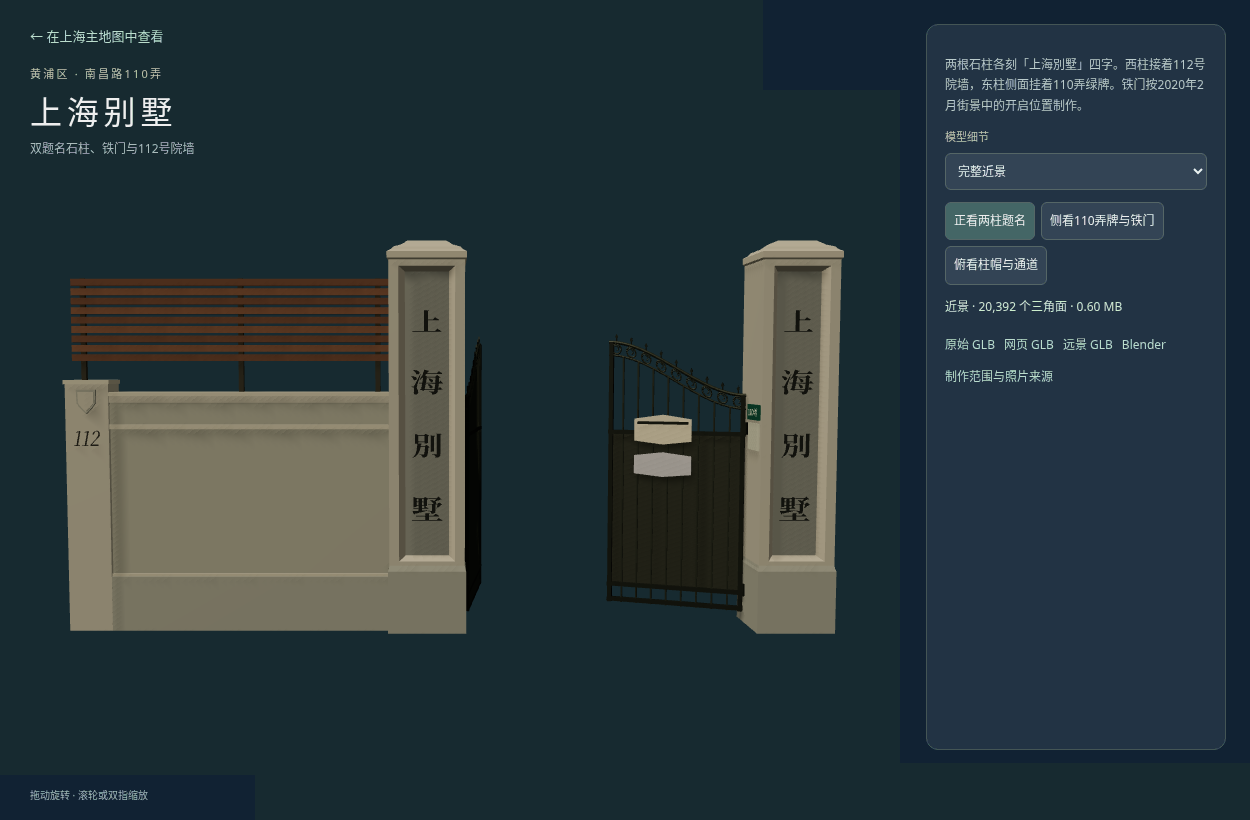 ← 在上海主地图中查看
黄浦区 · 南昌路110弄
上海别墅
双题名石柱、铁门与112号院墙
112
上
海
別
墅
上
海
別
墅
拖动旋转 · 滚轮或双指缩放
两根石柱各刻「上海別墅」四字。西柱接着112号
院墙，东柱侧面挂着110弄绿牌。铁门按2020年2
月街景中的开启位置制作。
模型细节
完整近景
正看两柱题名
侧看110弄牌与铁门
俯看柱帽与通道
近景 · 20,392 个三角面 · 0.60 MB
原始 GLB 网页 GLB 远景 GLB Blender
制作范围与照片来源